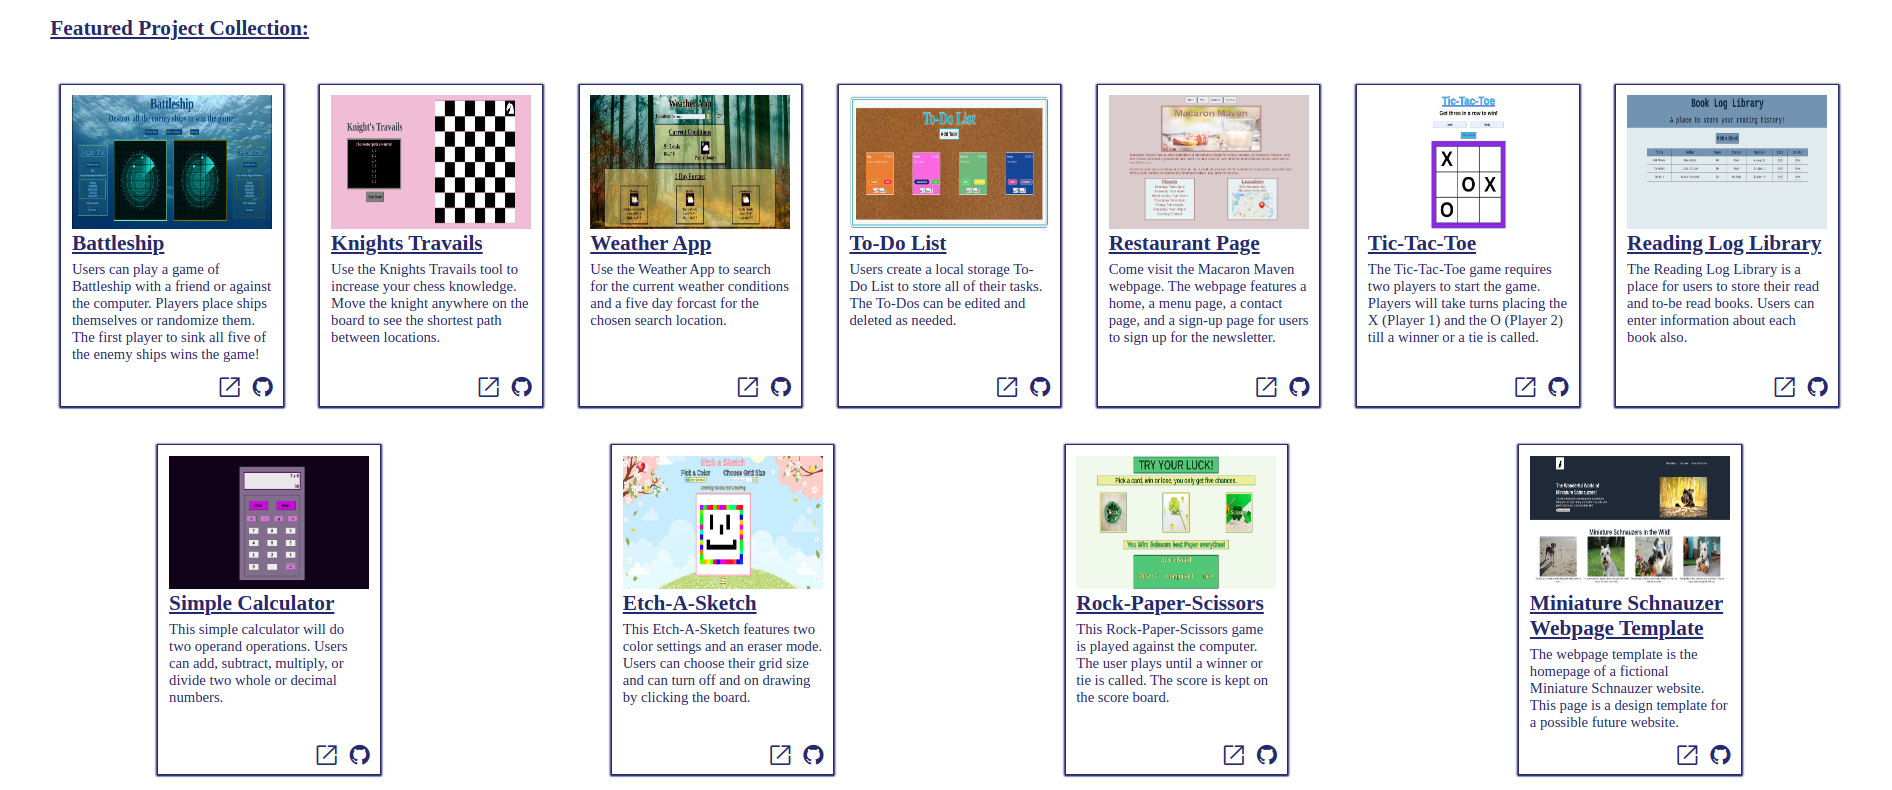 Featured Project Collection:
Battleship
Destroy all the enemy ships to win the game!
Battleship
Users can play a game of
Battleship with a friend or against
the computer. Players place ships
themselves or randomize them.
The first player to sink all five of
the enemy ships wins the game!
Knight's Travails
Knights Travails
Use the Knights Travails tool to
increase your chess knowledge.
Move the knight anywhere on the
board to see the shortest path
between locations.
Weather App
Current Conditions
Weather App
Use the Weather App to search
for the current weather conditions
and a five day forcast for the
chosen search location.
To-Do List
Add Task
To-Do List
Users create a local storage To-
Do List to store all of their tasks.
The To-Dos can be edited and
deleted as needed.
Macaron Maven
Hours
Location
Restaurant Page
Come visit the Macaron Maven
webpage. The webpage features a
home, a menu page, a contact
page, and a sign-up page for users
to sign up for the newsletter.
Tic-Tac-Toe
Get three in a row to win!
X
O X
O
Tic-Tac-Toe
The Tic-Tac-Toe game requires
two players to start the game.
Players will take turns placing the
X (Player 1) and the O (Player 2)
till a winner or a tie is called.
Book Log Library
A place to store your reading history!
Add a Book
Reading Log Library
The Reading Log Library is a
place for users to store their read
and to-be read books. Users can
enter information about each
book also.
Simple Calculator
This simple calculator will do
two operand operations. Users
can add, subtract, multiply, or
divide two whole or decimal
numbers.
Etch a Sketch
Pick a Color Choose Grid Size
Etch-A-Sketch
This Etch-A-Sketch features two
color settings and an eraser mode.
Users can choose their grid size
and can turn off and on drawing
by clicking the board.
TRY YOUR LUCK!
Pick a card, win or lose, you only get five chances.
You Win! Scissors beat Paper everytime!
Rock-Paper-Scissors
This Rock-Paper-Scissors game
is played against the computer.
The user plays until a winner or
tie is called. The score is kept on
the score board.
The Wonderful World of
Miniature Schnauzers!
Miniature Schnauzers in the Wild!
Miniature Schnauzer
Webpage Template
The webpage template is the
homepage of a fictional
Miniature Schnauzer website.
This page is a design template for
a possible future website.